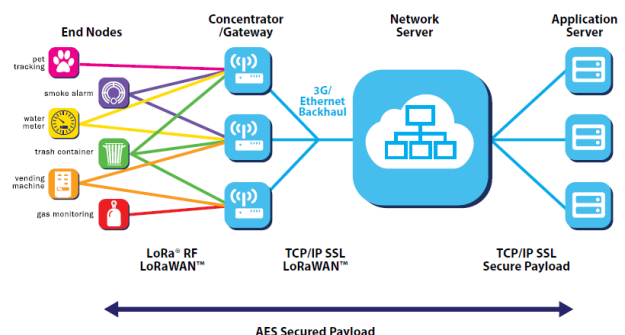 End Nodes
Concentrator
/Gateway
Network
Server
Application
Server
pet
tracking
smoke alarm
water
meter
trash container
vending
machine
gas monitoring
3G/
Ethernet
Backhaul
LoRa® RF
LoRaWAN™
TCP/IP SSL
LoRaWAN™
TCP/IP SSL
Secure Payload
AES Secured Payload